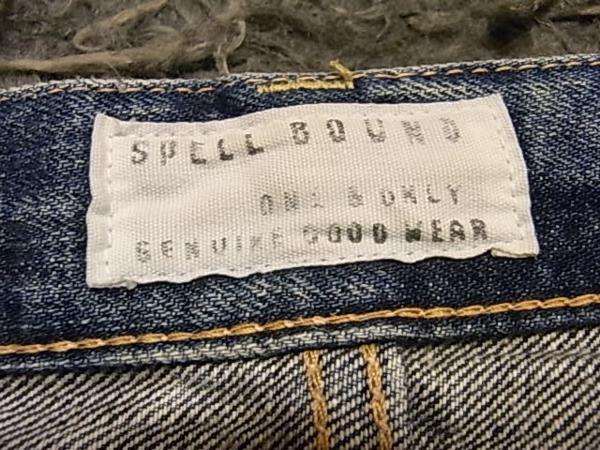 SPELL BOUND
ONE & ONLY
GENUINE GOOD WEAR